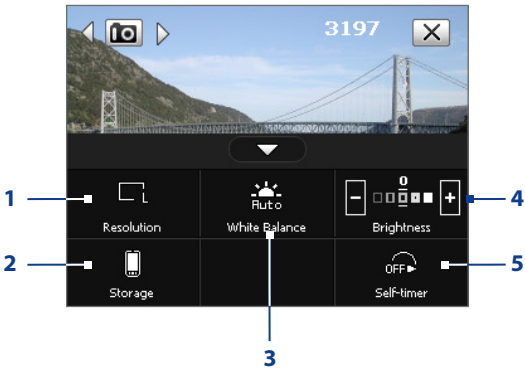 3197
1
L
Auto
0
4
Resolution
White Balance
Brightness
2
OFF
5
Storage
Self-timer
3